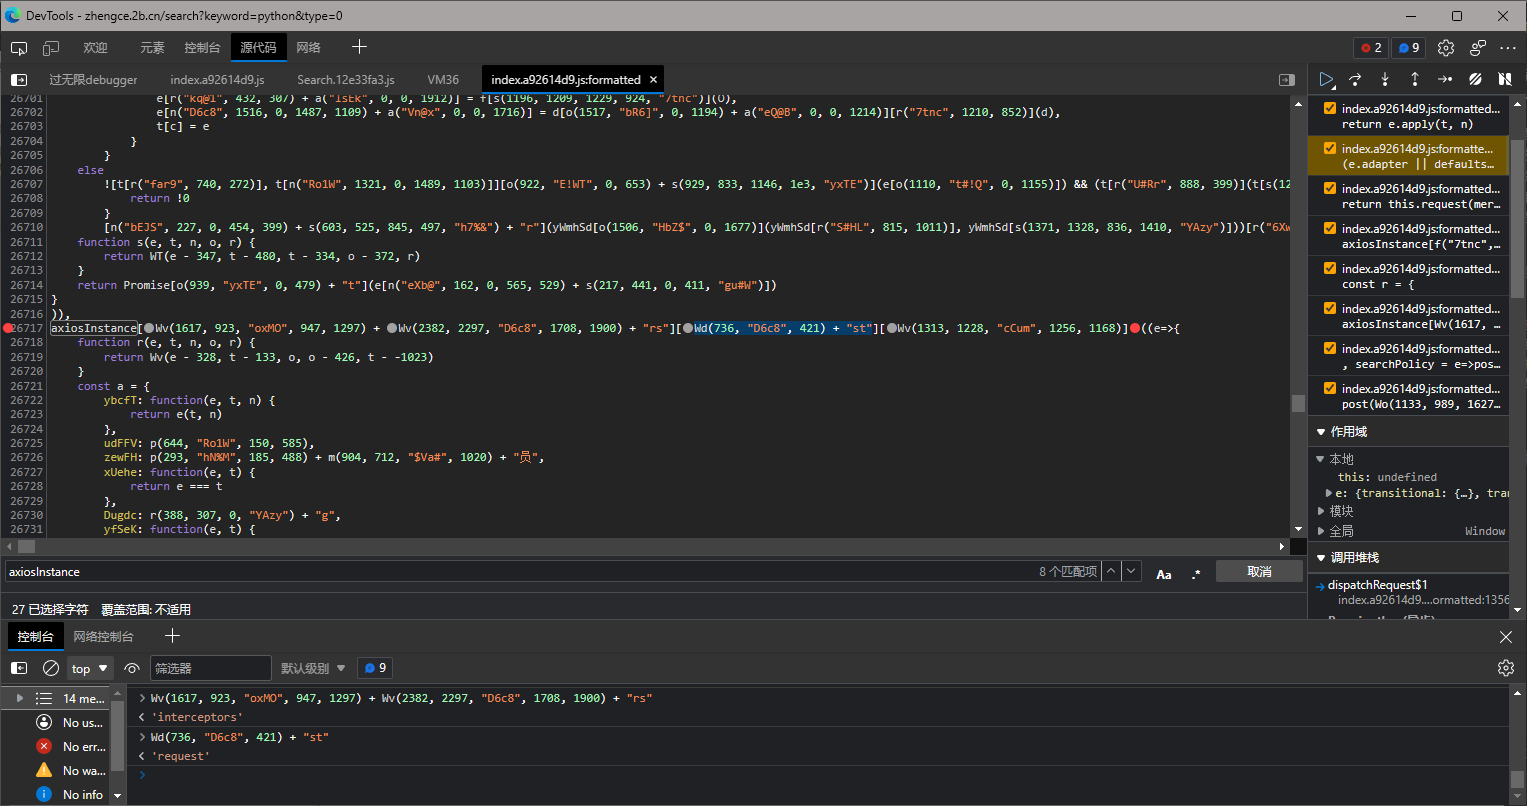 DevTools - zhengce.2b.cn/search?keyword=python&type=0
欢迎 元素 控制台 源代码 网络 2 9
过无限debugger index.a92614d9.js Search.12e33fa3.js VM36 index.a92614d9.js:formatted
26701 e[r("kq@1", 432, 307) + a("IsEk", 0, 0, 1912)] = f[s(1196, 1209, 1229, 924, "7tnc")](O),
26702 e[n("D6c8", 1516, 0, 1487, 1109) + a("Vn@x", 0, 0, 1716)] = d[o(1517, "bR6]", 0, 1194) + a("eQ@B", 0, 0, 1214)][r("7tnc", 1210, 852)](d),
26703 t[c] = e
26704 }
26705 }
26706 else
26707 ![t[r("far9", 740, 272)], t[n("Ro1W", 1321, 0, 1489, 1103)]][o(922, "E!WT", 0, 653) + s(929, 833, 1146, 1e3, "yxTE")](e[o(1110, "t#!Q", 0, 1155)]) && (t[r("U#Rr", 888, 399)](t[s(12
26708 return !0
26709 }
26710 [n("bEJS", 227, 0, 454, 399) + s(603, 525, 845, 497, "h7%&") + "r"](yWmhSd[o(1506, "HbZ$", 0, 1677)](yWmhSd[r("S#HL", 815, 1011)], yWmhSd[s(1371, 1328, 836, 1410, "YAzy")]))[r("6Xw
26711 function s(e, t, n, o, r) {
26712 return WT(e - 347, t - 480, t - 334, o - 372, r)
26713 }
26714 return Promise[o(939, "yxTE", 0, 479) + "t"](e[n("eXb@", 162, 0, 565, 529) + s(217, 441, 0, 411, "gu#W")])
26715 }
26716 )),
26717 axiosInstance[Wv(1617, 923, "oxMO", 947, 1297) + Wv(2382, 2297, "D6c8", 1708, 1900) + "rs"][Wd(736, "D6c8", 421) + "st"][Wv(1313, 1228, "cCum", 1256, 1168)]((e=>{
26718 function r(e, t, n, o, r) {
26719 return Wv(e - 328, t - 133, o, o - 426, t - -1023)
26720 }
26721 const a = {
26722 ybcfT: function(e, t, n) {
26723 return e(t, n)
26724 },
26725 udFFV: p(644, "Ro1W", 150, 585),
26726 zewFH: p(293, "hN%M", 185, 488) + m(904, 712, "$Va#", 1020) + "员",
26727 xUehe: function(e, t) {
26728 return e === t
26729 },
26730 Dugdc: r(388, 307, 0, "YAzy") + "g",
26731 yfSeK: function(e, t) {
axiosInstance 8 个匹配项 Aa .* 取消
27 已选择字符 覆盖范围: 不适用
index.a92614d9.js:formatted...
return e.apply(t, n)
index.a92614d9.js:formatte...
(e.adapter || defaults…
index.a92614d9.js:formatted...
return this.request(mer…
index.a92614d9.js:formatted...
axiosInstance[f("7tnc",…
index.a92614d9.js:formatted...
const r = {
index.a92614d9.js:formatted...
axiosInstance[Wv(1617, …
index.a92614d9.js:formatted...
, searchPolicy = e=>pos…
index.a92614d9.js:formatted...
post(Wo(1133, 989, 1627…
作用域
本地
this: undefined
e: {transitional: {…}, tran
模块
全局 Window
调用堆栈
dispatchRequest$1
index.a92614d9....ormatted:1356
控制台 网络控制台
top 筛选器 默认级别 9
14 me...
No us...
No err...
No wa...
No info
> Wv(1617, 923, "oxMO", 947, 1297) + Wv(2382, 2297, "D6c8", 1708, 1900) + "rs"
< 'interceptors'
> Wd(736, "D6c8", 421) + "st"
< 'request'
>